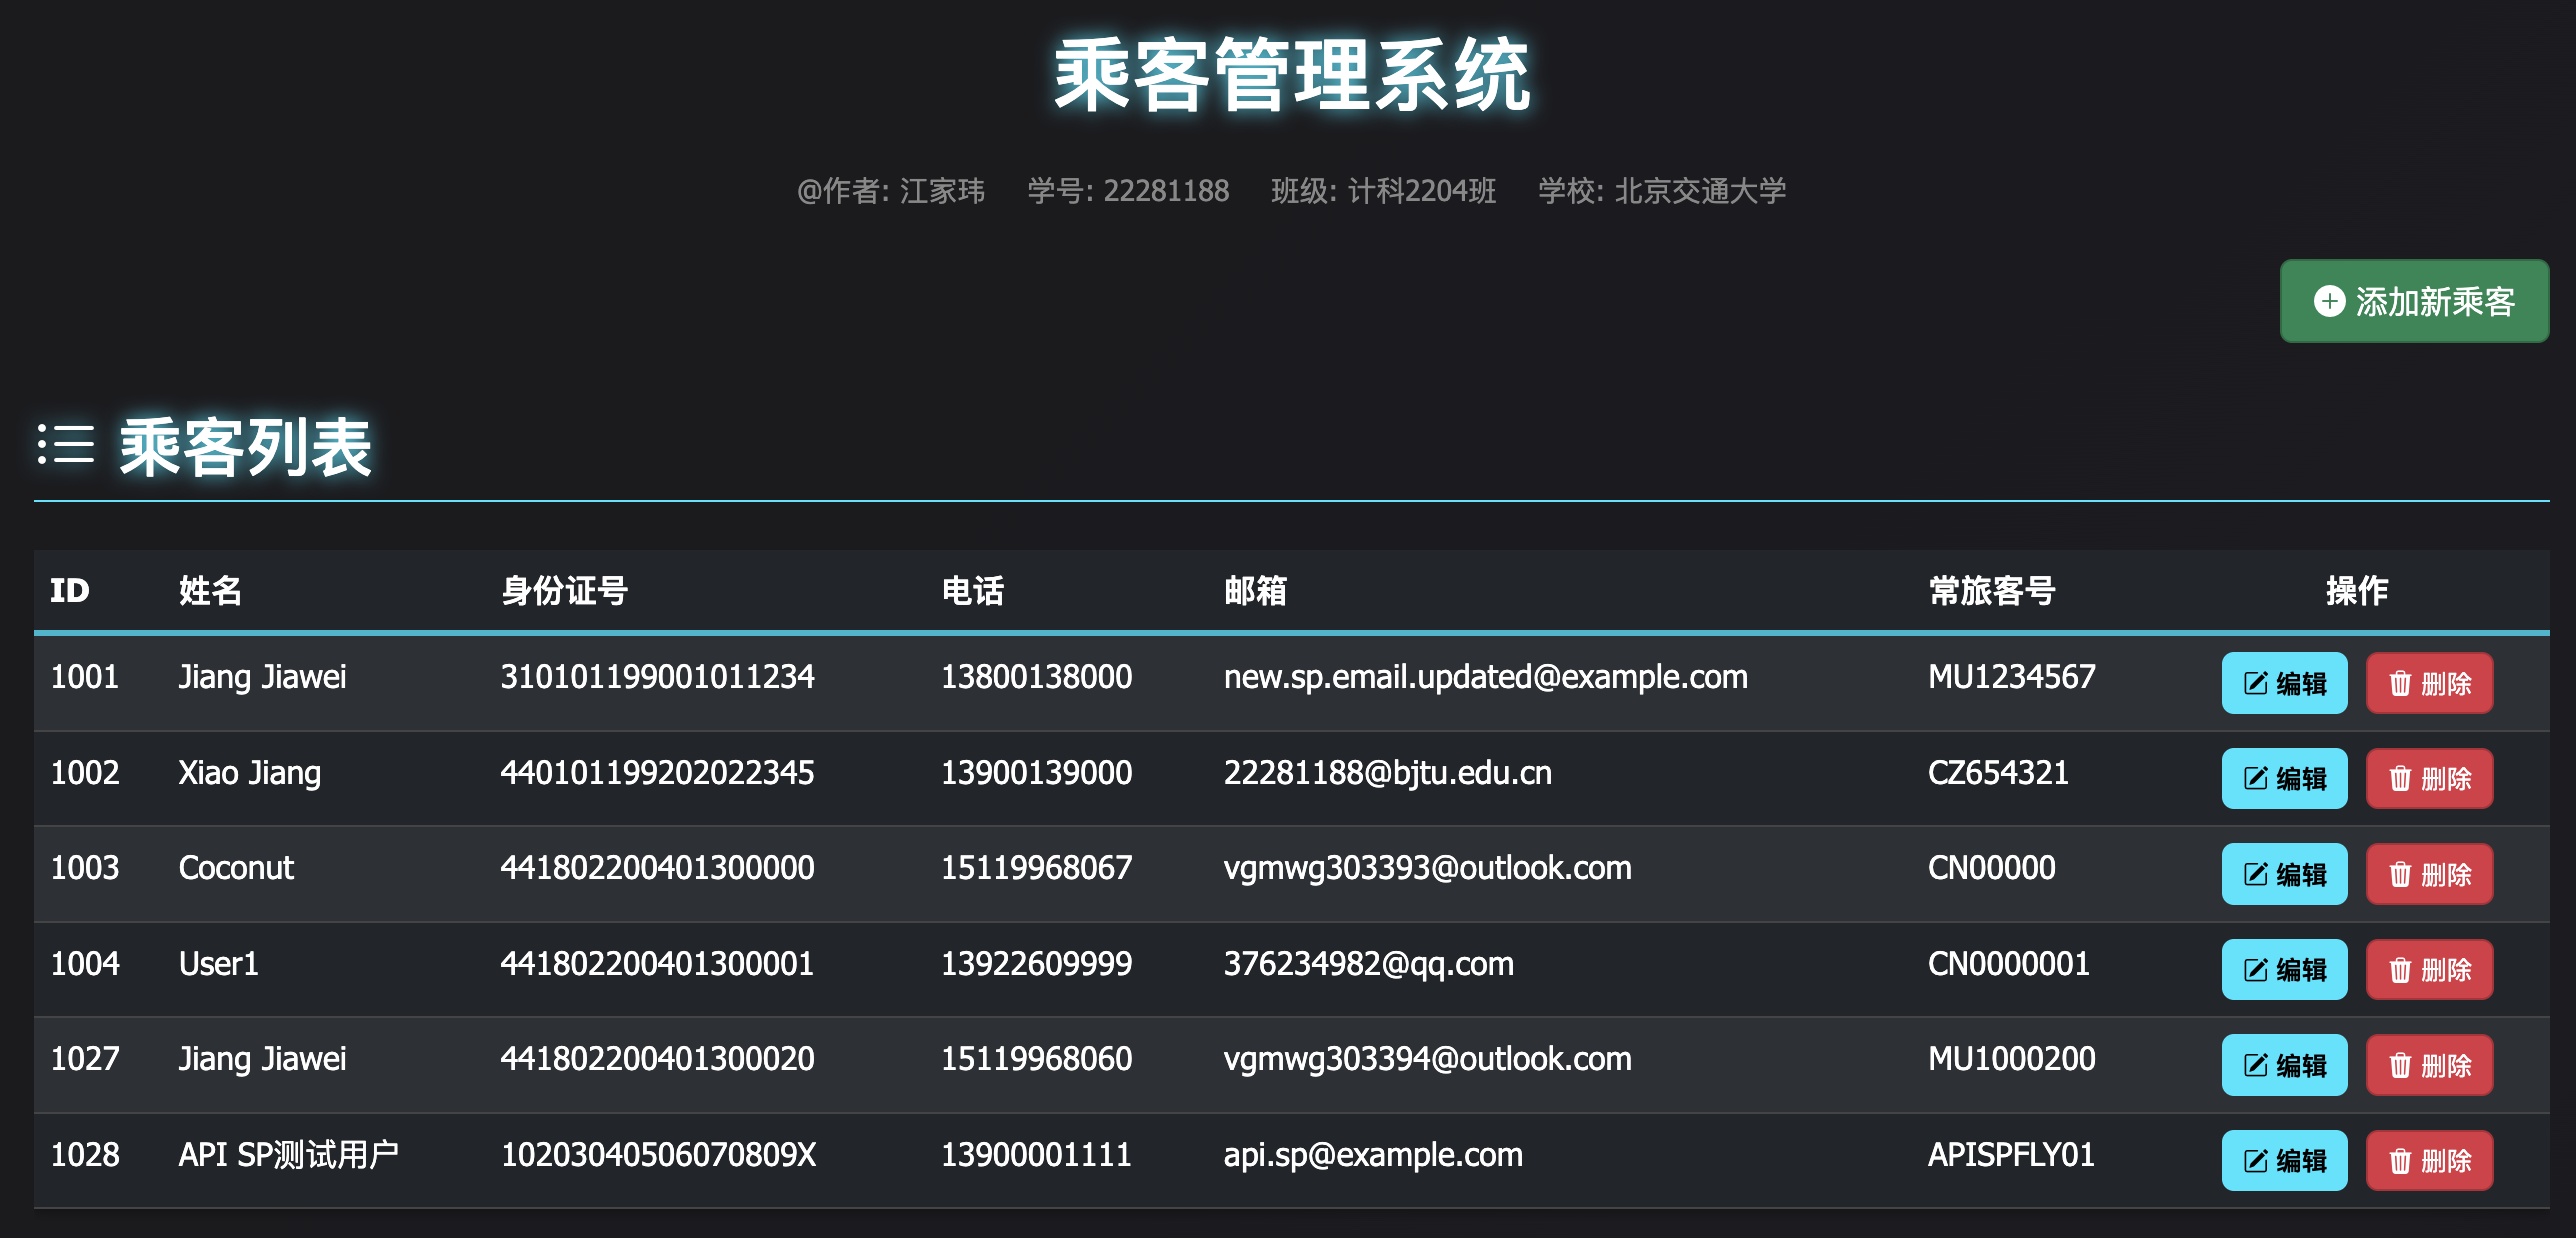 乘客管理系统
@作者: 江家玮 学号: 22281188 班级: 计科2204班 学校: 北京交通大学
添加新乘客
乘客列表
ID 姓名 身份证号 电话 邮箱 常旅客号 操作
1001 Jiang Jiawei 310101199001011234 13800138000 new.sp.email.updated@example.com MU1234567 编辑 删除
1002 Xiao Jiang 440101199202022345 13900139000 22281188@bjtu.edu.cn CZ654321 编辑 删除
1003 Coconut 441802200401300000 15119968067 vgmwg303393@outlook.com CN00000 编辑 删除
1004 User1 441802200401300001 13922609999 376234982@qq.com CN0000001 编辑 删除
1027 Jiang Jiawei 441802200401300020 15119968060 vgmwg303394@outlook.com MU1000200 编辑 删除
1028 API SP测试用户 10203040506070809X 13900001111 api.sp@example.com APISPFLY01 编辑 删除